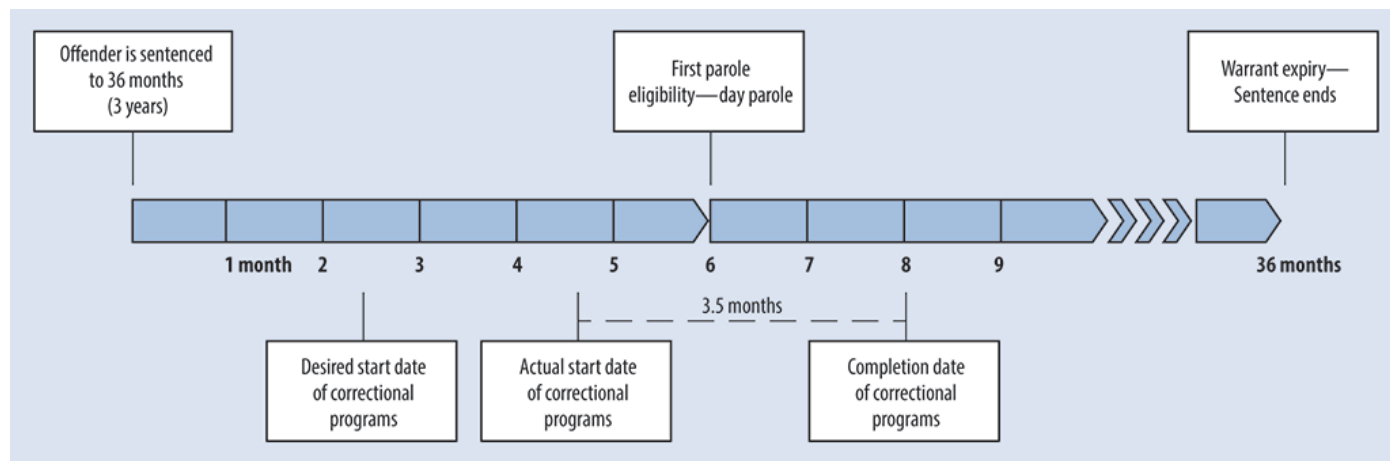 Offender is sentenced
to 36 months
(3 years)
First parole
eligibility—day parole
Warrant expiry—
Sentence ends
1 month 2 3 4 5 6 7 8 9 36 months
3.5 months
Desired start date
of correctional
programs
Actual start date
of correctional
programs
Completion date
of correctional
programs